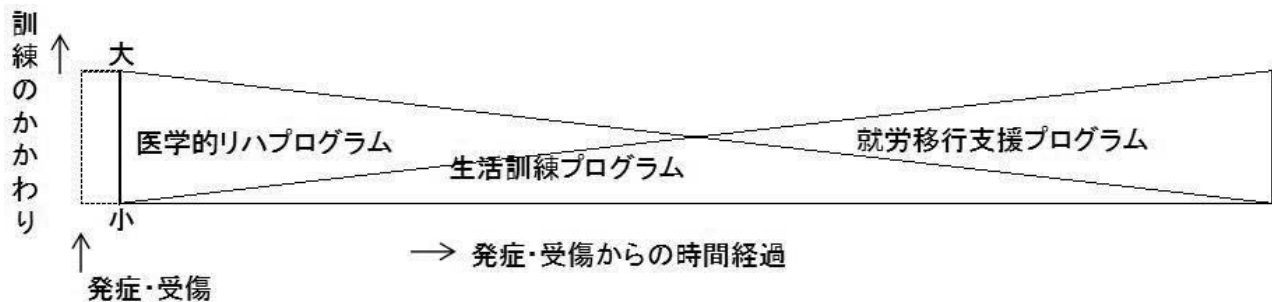 訓練のかかわり
大
医学的リハプログラム
生活訓練プログラム
就労移行支援プログラム
小
→ 発症・受傷からの時間経過
発症・受傷